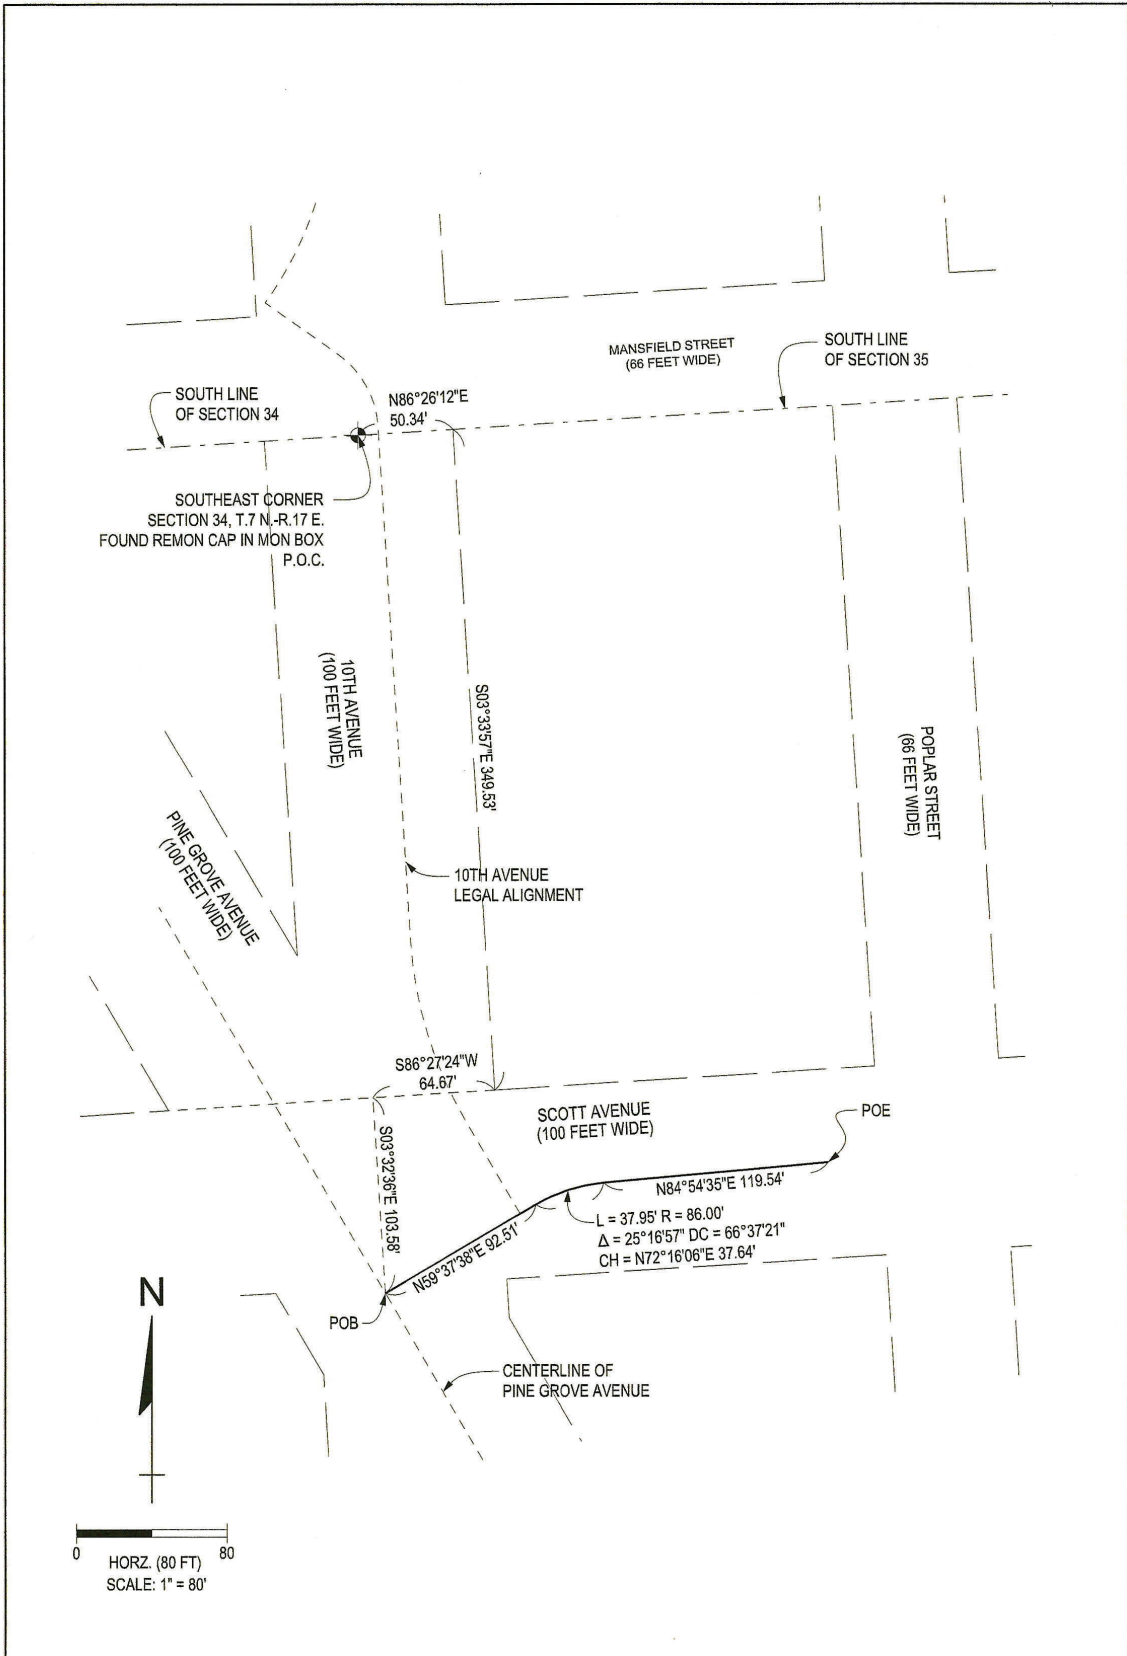 MANSFIELD STREET
(66 FEET WIDE)
SOUTH LINE
OF SECTION 35
SOUTH LINE
OF SECTION 34
N86°26'12"E
50.34'
SOUTHEAST CORNER
SECTION 34, T.7 N.-R.17 E.
FOUND REMON CAP IN MON BOX
P.O.C.
10TH AVENUE
(100 FEET WIDE)
S03°33'57"E 349.53'
POPLAR STREET
(66 FEET WIDE)
PINE GROVE AVENUE
(100 FEET WIDE)
10TH AVENUE
LEGAL ALIGNMENT
S86°27'24"W
64.67'
SCOTT AVENUE
(100 FEET WIDE)
POE
S03°32'36"E 103.58'
N84°54'35"E 119.54'
L = 37.95' R = 86.00'
Δ = 25°16'57" DC = 66°37'21"
CH = N72°16'06"E 37.64'
N59°37'38"E 92.51'
N
POB
CENTERLINE OF
PINE GROVE AVENUE
0 80
HORZ. (80 FT)
SCALE: 1" = 80'